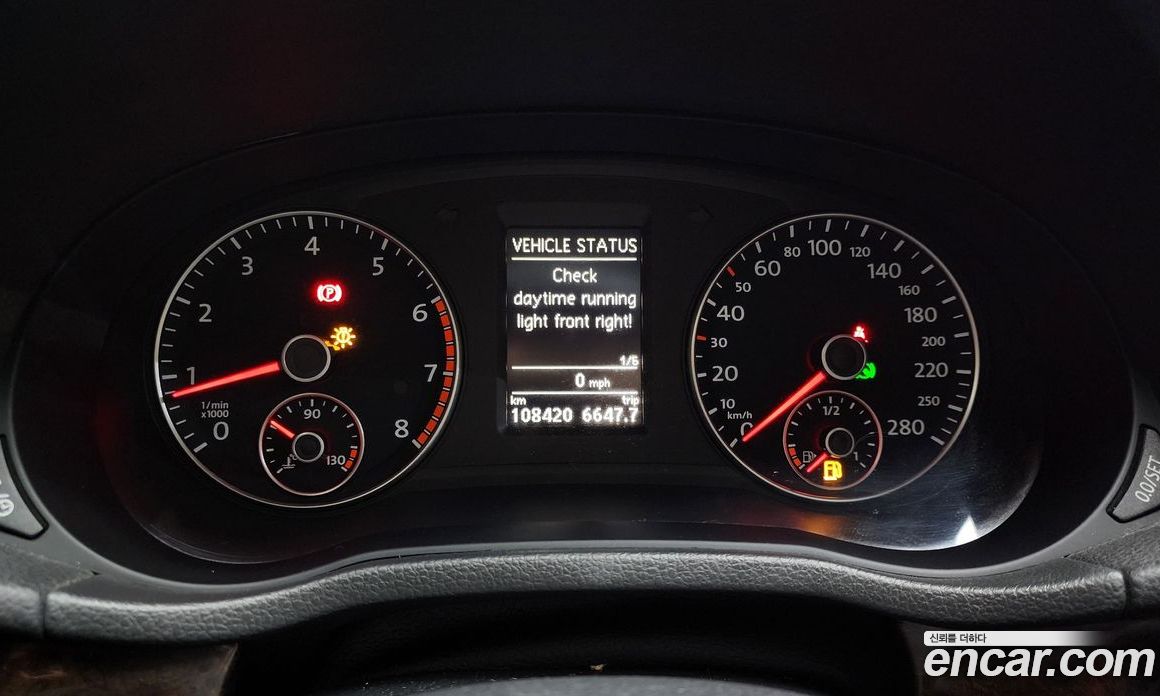 VEHICLE STATUS
Check
daytime running
light front right!
1/6
0 mph
km trip
108420 6647.7
0 1 2 3 4 5 6 7 8
1/min
x1000
90
130
0 10 20 30 40 50 60 80 100 120 140 160 180 200 220 250 280
km/h
1/2
1
P
0.0/SET
신뢰를 더하다
encar.com